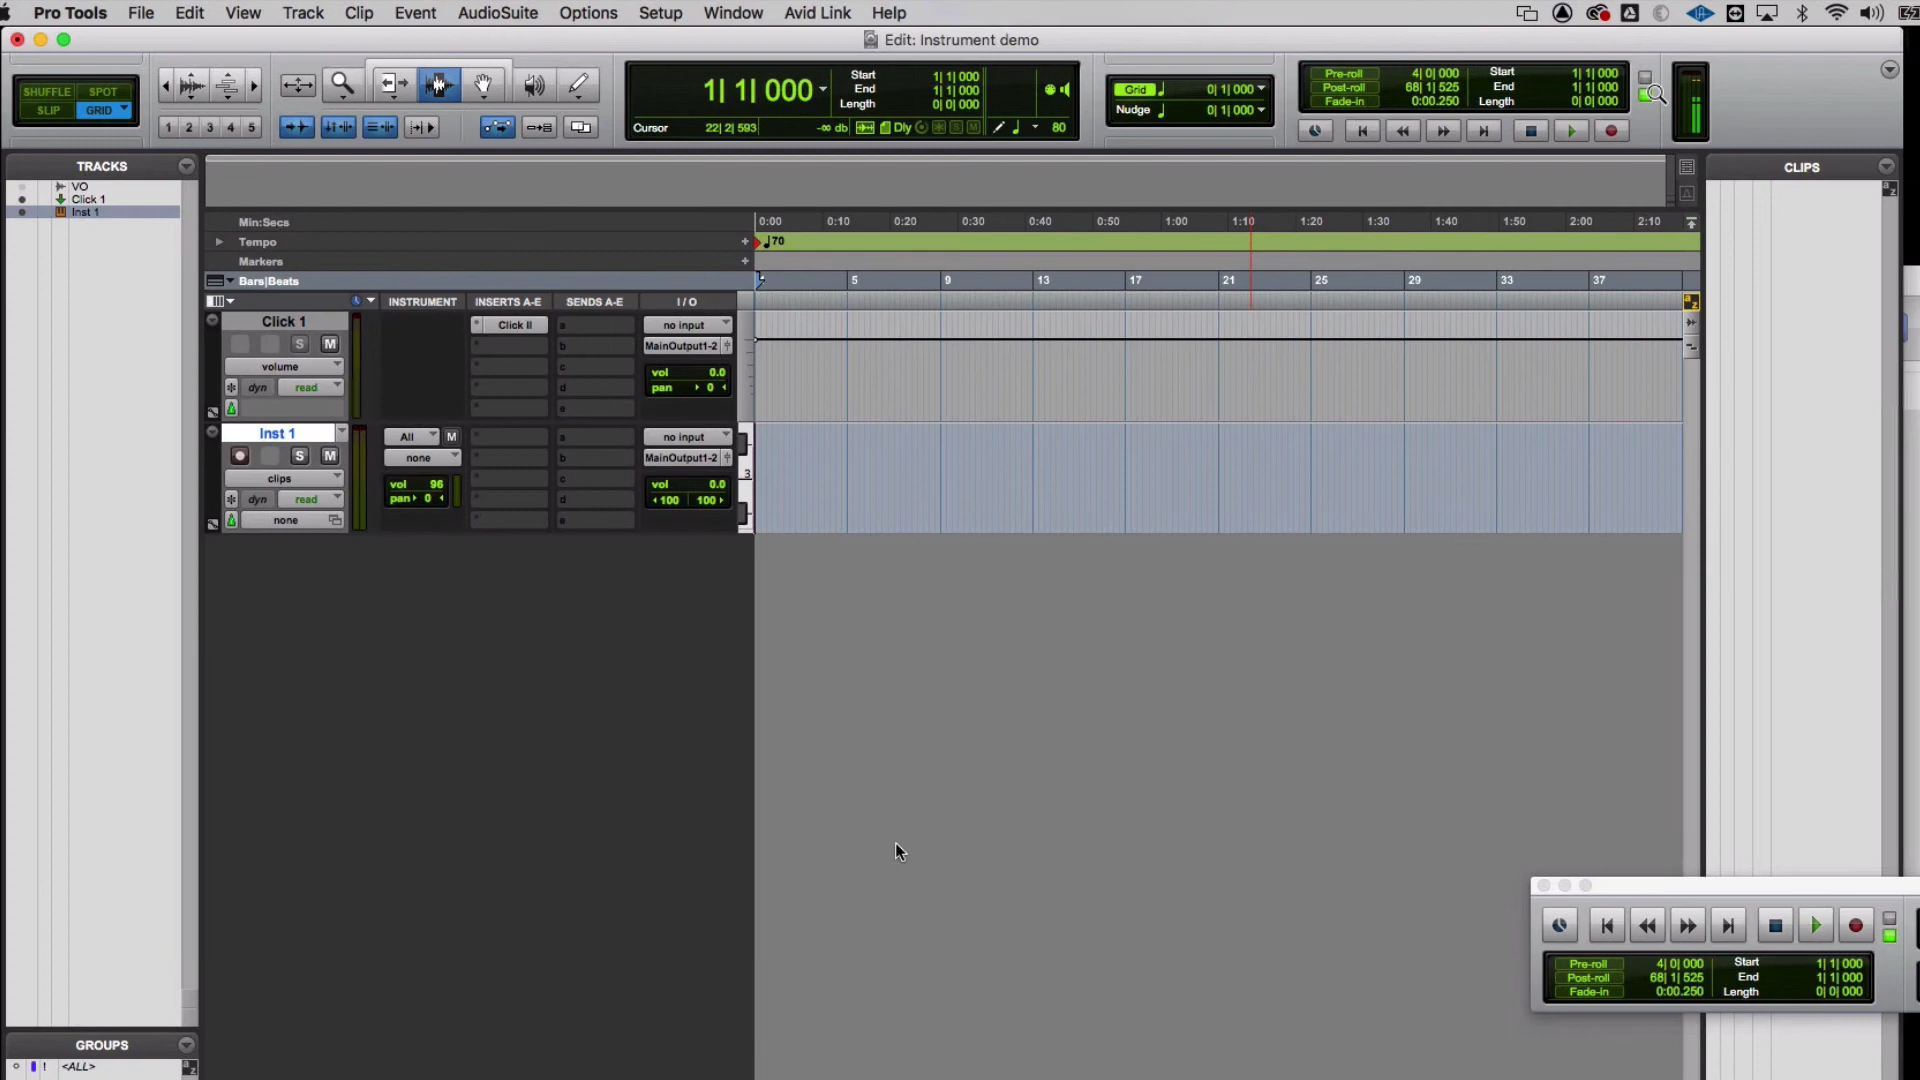 Pro Tools File Edit View Track Clip Event AudioSuite Options Setup Window Avid Link Help
Edit: Instrument demo
SHUFFLE SPOT
SLIP GRID
1 2 3 4 5
1| 1| 000
Start 1| 1| 000
End 1| 1| 000
Length 0| 0| 000
Cursor 22| 2| 593 -∞ db Dly S M 80
Grid 0| 1| 000
Nudge 0| 1| 000
Pre-roll 4| 0| 000 Start 1| 1| 000
Post-roll 68| 1| 525 End 1| 1| 000
Fade-in 0:00.250 Length 0| 0| 000
TRACKS
VO
Click 1
Inst 1
CLIPS
Min:Secs 0:00 0:10 0:20 0:30 0:40 0:50 1:00 1:10 1:20 1:30 1:40 1:50 2:00 2:10
Tempo + 70
Markers +
Bars|Beats 5 9 13 17 21 25 29 33 37
INSTRUMENT INSERTS A-E SENDS A-E I / O
Click 1 Click II a no input
S M b MainOutput1-2
volume c vol 0.0
dyn read d pan 0
e
Inst 1 All M a no input
S M none b MainOutput1-2
clips vol 96 c vol 0.0
dyn read pan 0 d 100 100
none e
3
Pre-roll 4| 0| 000 Start 1| 1| 000
Post-roll 68| 1| 525 End 1| 1| 000
Fade-in 0:00.250 Length 0| 0| 000
GROUPS
! <ALL>
a z